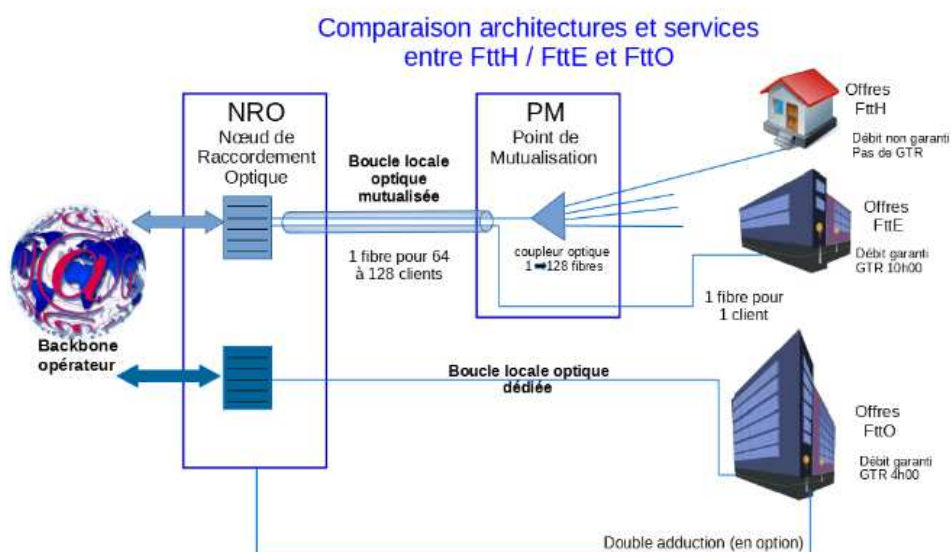 Comparaison architectures et services
entre FttH / FttE et FttO
NRO
Nœud de
Raccordement
Optique
PM
Point de
Mutualisation
Offres
FttH
Débit non garanti
Pas de GTR
Boucle locale
optique
mutualisée
1 fibre pour 64
à 128 clients
coupleur optique
1 ➡128 fibres
Offres
FttE
Débit garanti
GTR 10h00
1 fibre pour
1 client
@
Backbone
opérateur
Boucle locale optique
dédiée
Offres
FttO
Débit garanti
GTR 4h00
Double adduction (en option)